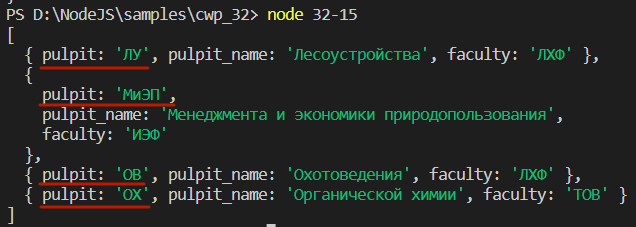 PS D:\NodeJS\samples\cwp_32> node 32-15
[
  { pulpit: 'ЛУ', pulpit_name: 'Лесоустройства', faculty: 'ЛХФ' },
  {
    pulpit: 'МиЭП',
    pulpit_name: 'Менеджмента и экономики природопользования',
    faculty: 'ИЭФ'
  },
  { pulpit: 'ОВ', pulpit_name: 'Охотоведения', faculty: 'ЛХФ' },
  { pulpit: 'ОХ', pulpit_name: 'Органической химии', faculty: 'ТОВ' }
]